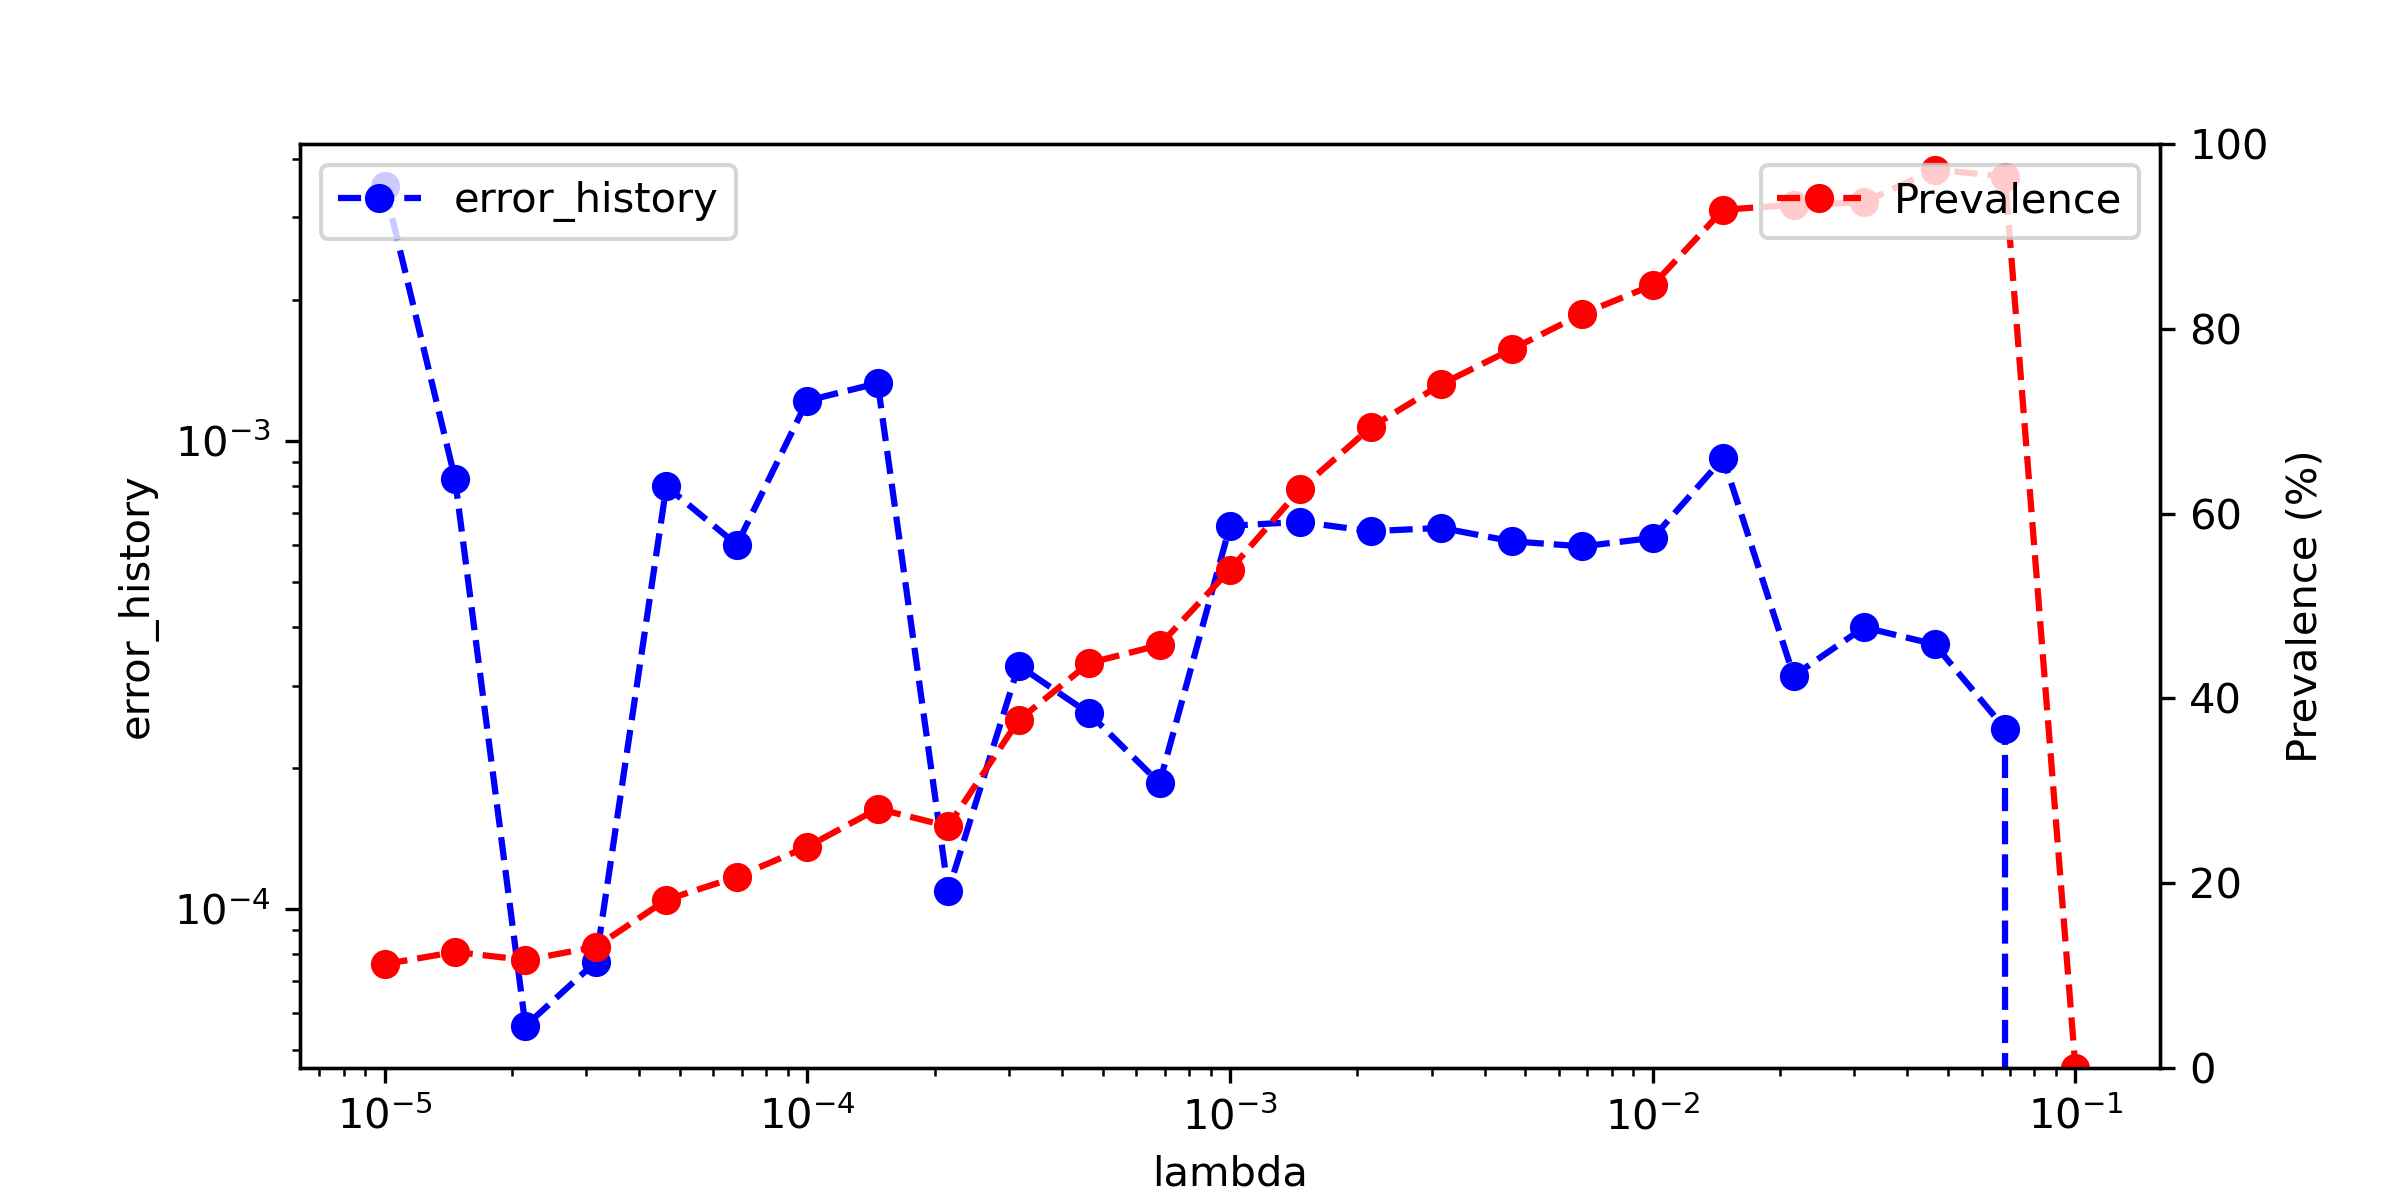 error_history
Prevalence
100
80
60
40
20
0
10⁻³
10⁻⁴
error_history
Prevalence (%)
10⁻⁵
10⁻⁴
10⁻³
10⁻²
10⁻¹
lambda